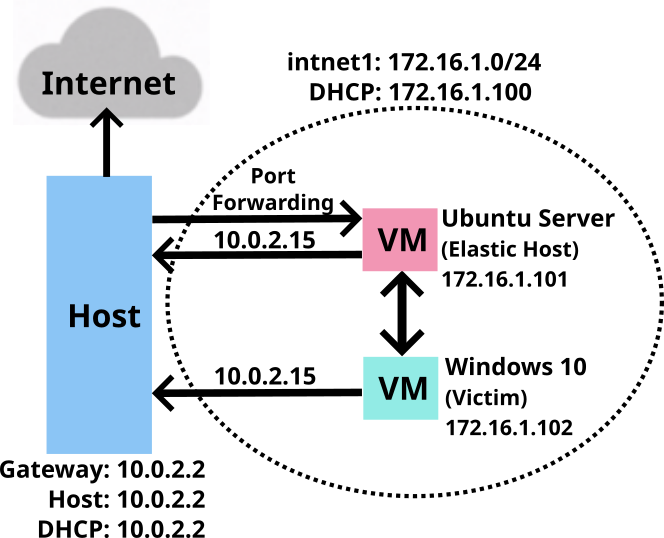 Internet
intnet1: 172.16.1.0/24
DHCP: 172.16.1.100
Port
Forwarding
10.0.2.15
VM
Ubuntu Server
(Elastic Host)
172.16.1.101
Host
10.0.2.15
VM
Windows 10
(Victim)
172.16.1.102
Gateway: 10.0.2.2
Host: 10.0.2.2
DHCP: 10.0.2.2